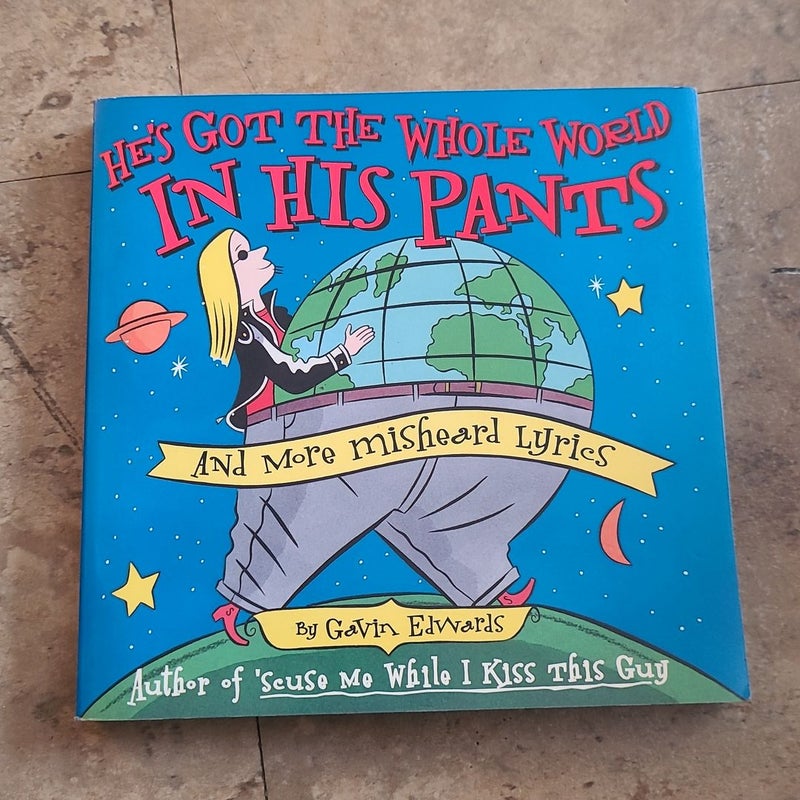 HE'S GOT THE WHOLE WORLD
IN HIS PANTS
AND MORE MISHEARD LYRICS
BY GAVIN EDWARDS
Author of 'Scuse Me While I Kiss This Guy